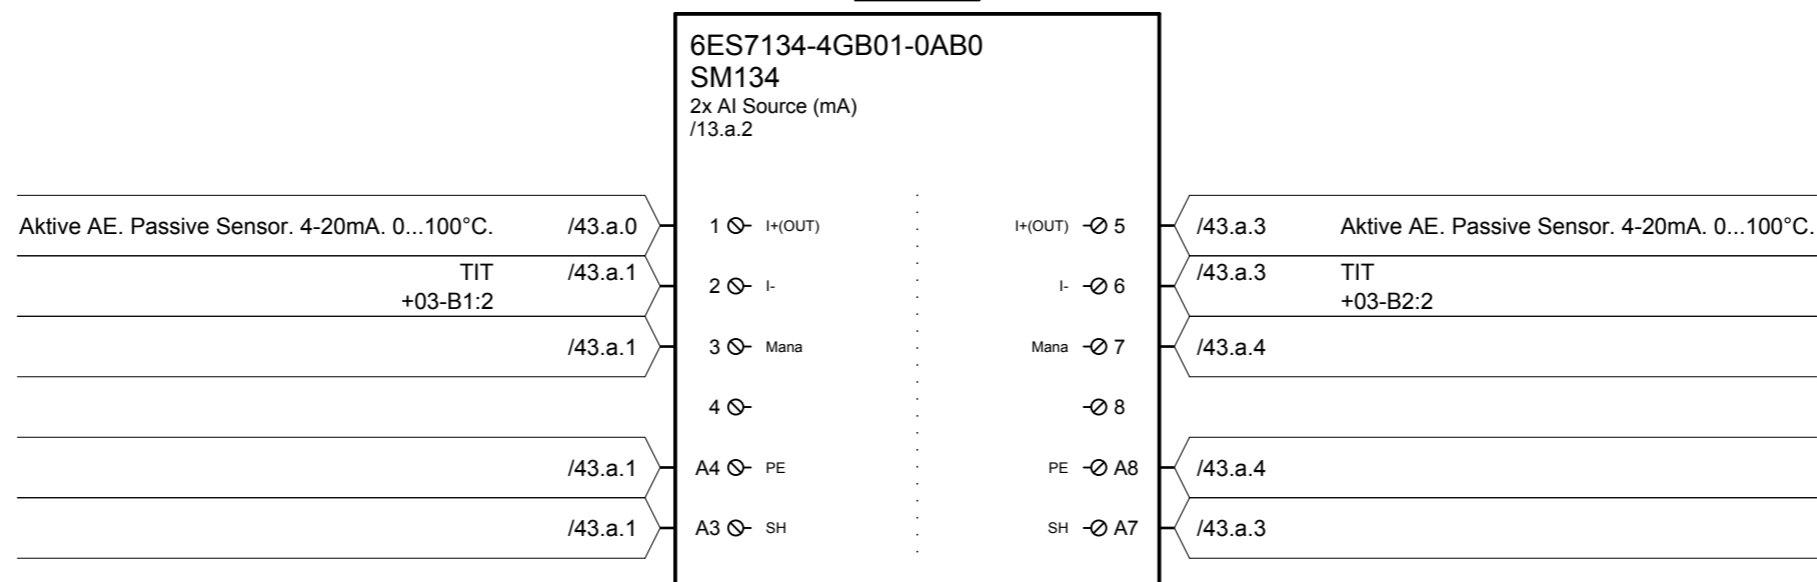 6ES7134-4GB01-0AB0
SM134
2x AI Source (mA)
/13.a.2
Aktive AE. Passive Sensor. 4-20mA. 0...100°C. /43.a.0 1 I+(OUT) I+(OUT) 5 /43.a.3 Aktive AE. Passive Sensor. 4-20mA. 0...100°C.
TIT /43.a.1 2 I- I- 6 /43.a.3 TIT
+03-B1:2 +03-B2:2
/43.a.1 3 Mana Mana 7 /43.a.4
4 8
/43.a.1 A4 PE PE A8 /43.a.4
/43.a.1 A3 SH SH A7 /43.a.3